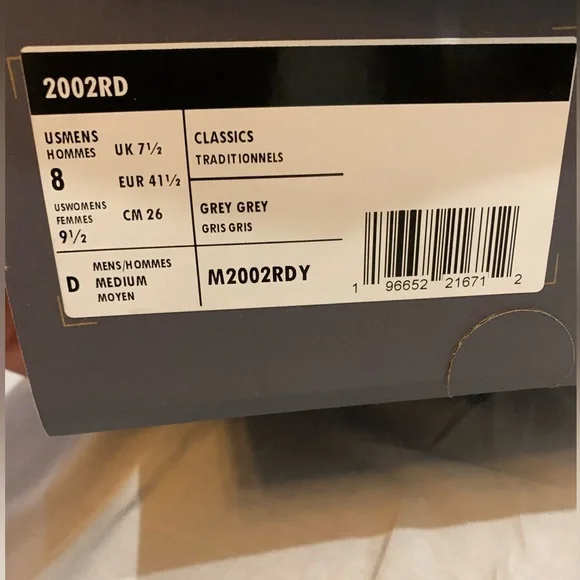 2002RD
USMENS
HOMMES
8
UK 7½
EUR 41½
USWOMENS
FEMMES
9½
CM 26
CLASSICS
TRADITIONNELS
GREY GREY
GRIS GRIS
D
MENS/HOMMES
MEDIUM
MOYEN
M2002RDY
1 96652 21671 2